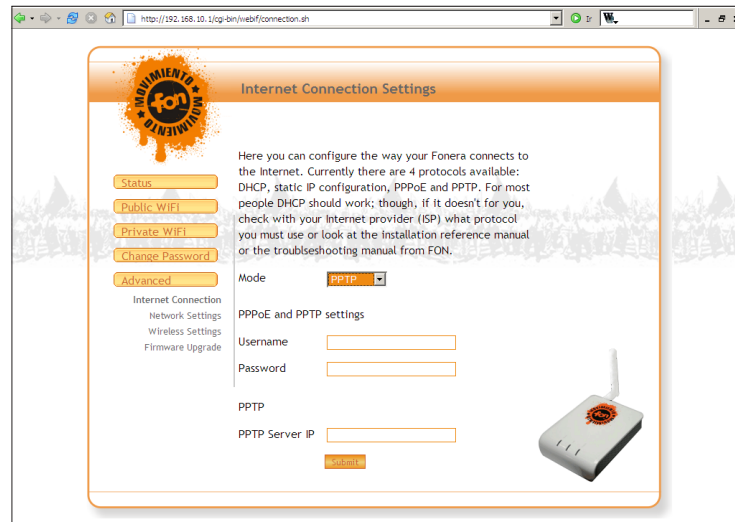 http://192.168.10.1/cgi-bin/webif/connection.sh
Ir
W
MOVIMIENTO
fon
MOVIMIENTO
Internet Connection Settings
Status
Public WiFi
Private WiFi
Change Password
Advanced
Internet Connection
Network Settings
Wireless Settings
Firmware Upgrade
Here you can configure the way your Fonera connects to
the Internet. Currently there are 4 protocols available:
DHCP, static IP configuration, PPPoE and PPTP. For most
people DHCP should work; though, if it doesn't for you,
check with your Internet provider (ISP) what protocol
you must use or look at the installation reference manual
or the troublseshooting manual from FON.
Mode
PPTP
PPPoE and PPTP settings
Username
Password
PPTP
PPTP Server IP
Submit